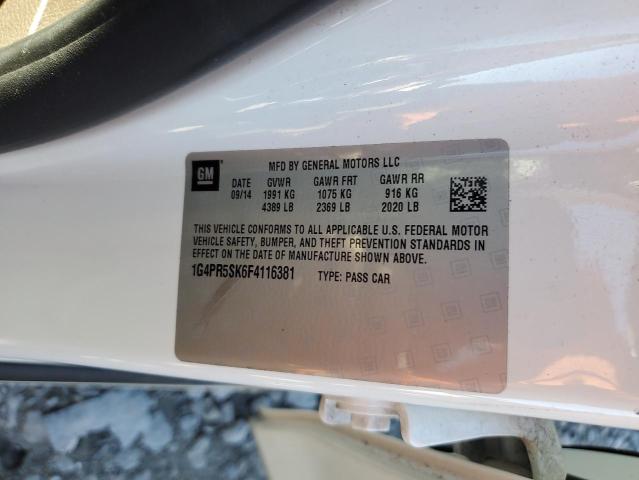 GM
MFD BY GENERAL MOTORS LLC
DATE GVWR GAWR FRT GAWR RR
09/14 1991 KG 1075 KG 916 KG
4389 LB 2369 LB 2020 LB
THIS VEHICLE CONFORMS TO ALL APPLICABLE U.S. FEDERAL MOTOR
VEHICLE SAFETY, BUMPER, AND THEFT PREVENTION STANDARDS IN
EFFECT ON THE DATE OF MANUFACTURE SHOWN ABOVE.
1G4PR5SK6F4116381 TYPE: PASS CAR